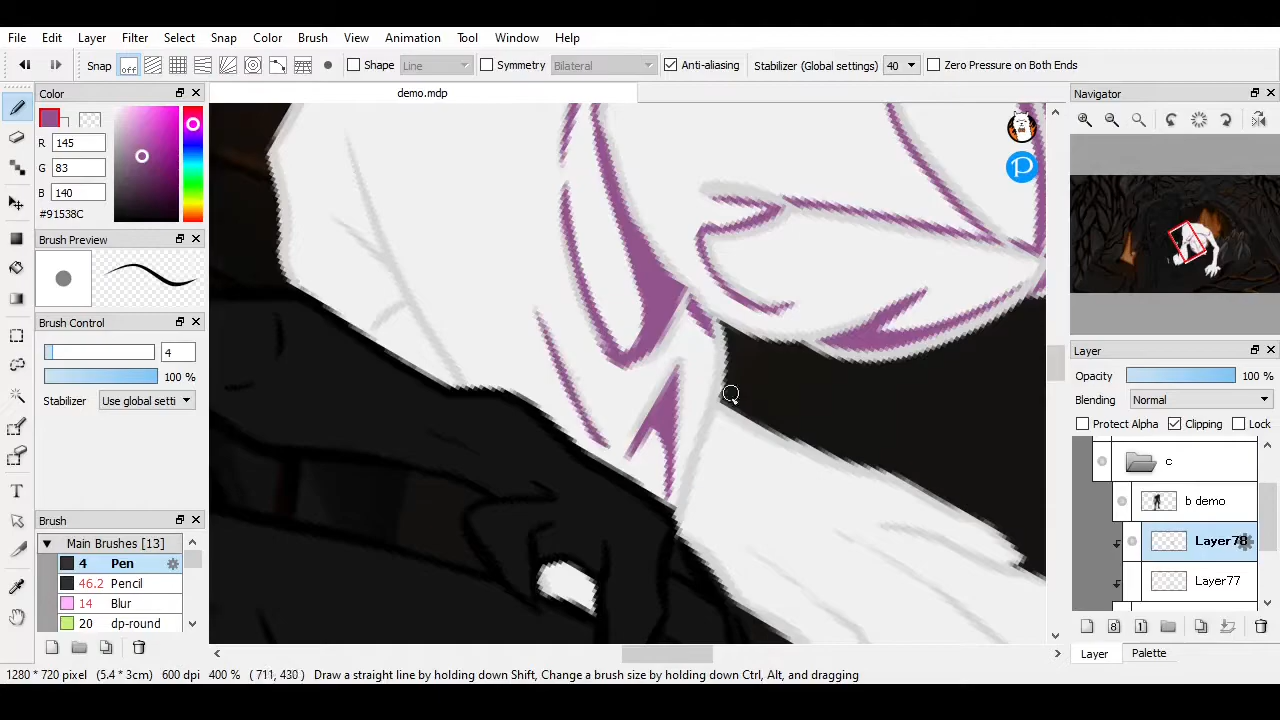 File Edit Layer Filter Select Snap Color Brush View Animation Tool Window Help
Snap off Shape Line Symmetry Bilateral Anti-aliasing Stabilizer (Global settings) 40 Zero Pressure on Both Ends
Color
demo.mdp
Navigator
R 145
G 83
B 140
#91538C
Brush Preview
Brush Control
4
100 %
Stabilizer Use global setti
Layer
Opacity 100 %
Blending Normal
Protect Alpha Clipping Lock
c
b demo
Layer78
Layer77
Brush
Main Brushes [13]
4 Pen
46.2 Pencil
14 Blur
20 dp-round
8 1
Layer Palette
1280 * 720 pixel (5.4 * 3cm) 600 dpi 400 % ( 711, 430 ) Draw a straight line by holding down Shift, Change a brush size by holding down Ctrl, Alt, and dragging